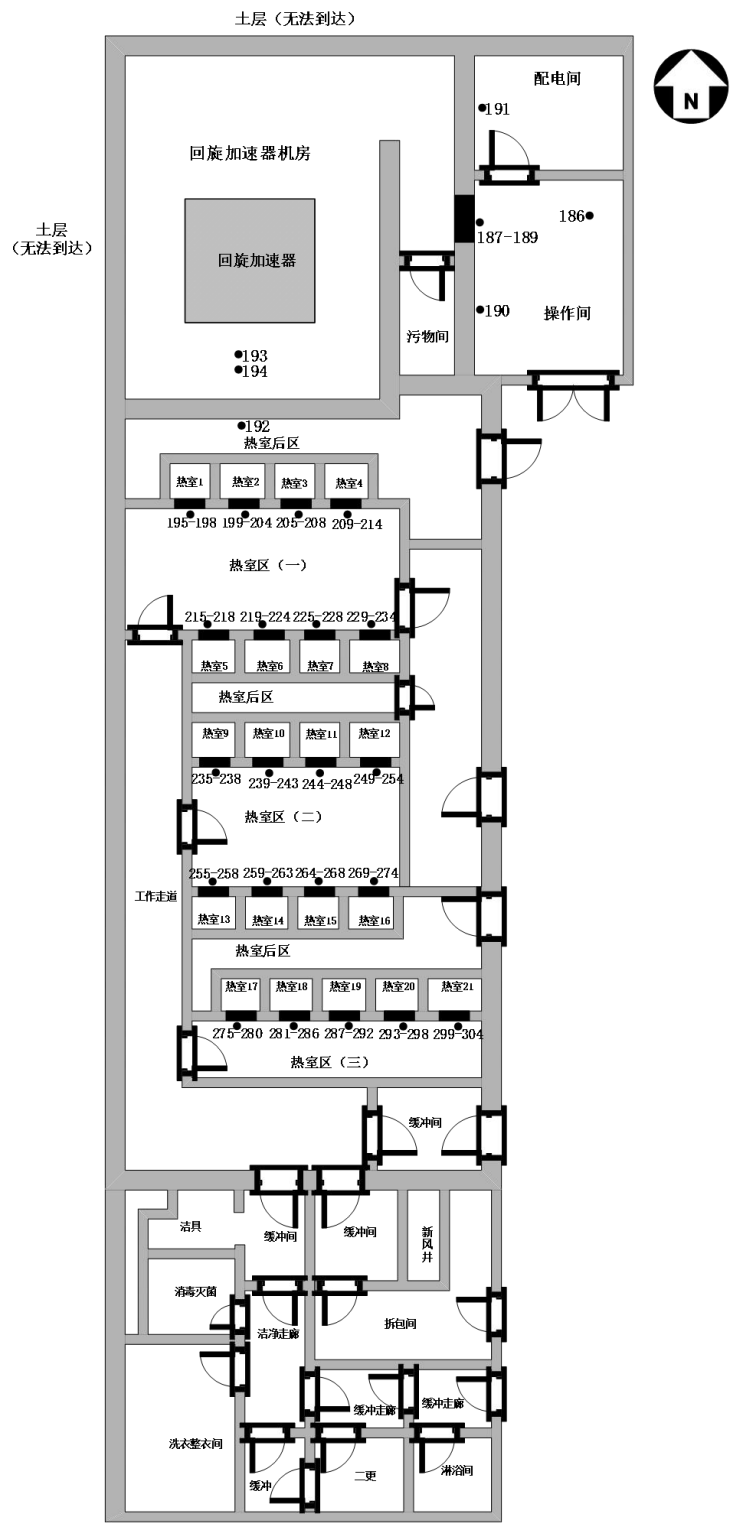 土层（无法到达）
配电间
N
191
回旋加速器机房
186
187-189
土层
（无法到达）
回旋加速器
190
操作间
污物间
193
194
192
热室后区
热室1
热室2
热室3
热室4
195-198
199-204
205-208
209-214
热室区（一）
215-218
219-224
225-228
229-234
热室5
热室6
热室7
热室8
热室后区
热室9
热室10
热室11
热室12
235-238
239-243
244-248
249-254
热室区（二）
255-258
259-263
264-268
269-274
工作走道
热室13
热室14
热室15
热室16
热室后区
热室17
热室18
热室19
热室20
热室21
275-280
281-286
287-292
293-298
299-304
热室区（三）
缓冲间
洁具
缓冲间
缓冲间
新风井
消毒灭菌
洁净走廊
拆包间
缓冲走廊
缓冲走廊
洗衣整衣间
缓冲
二更
淋浴间